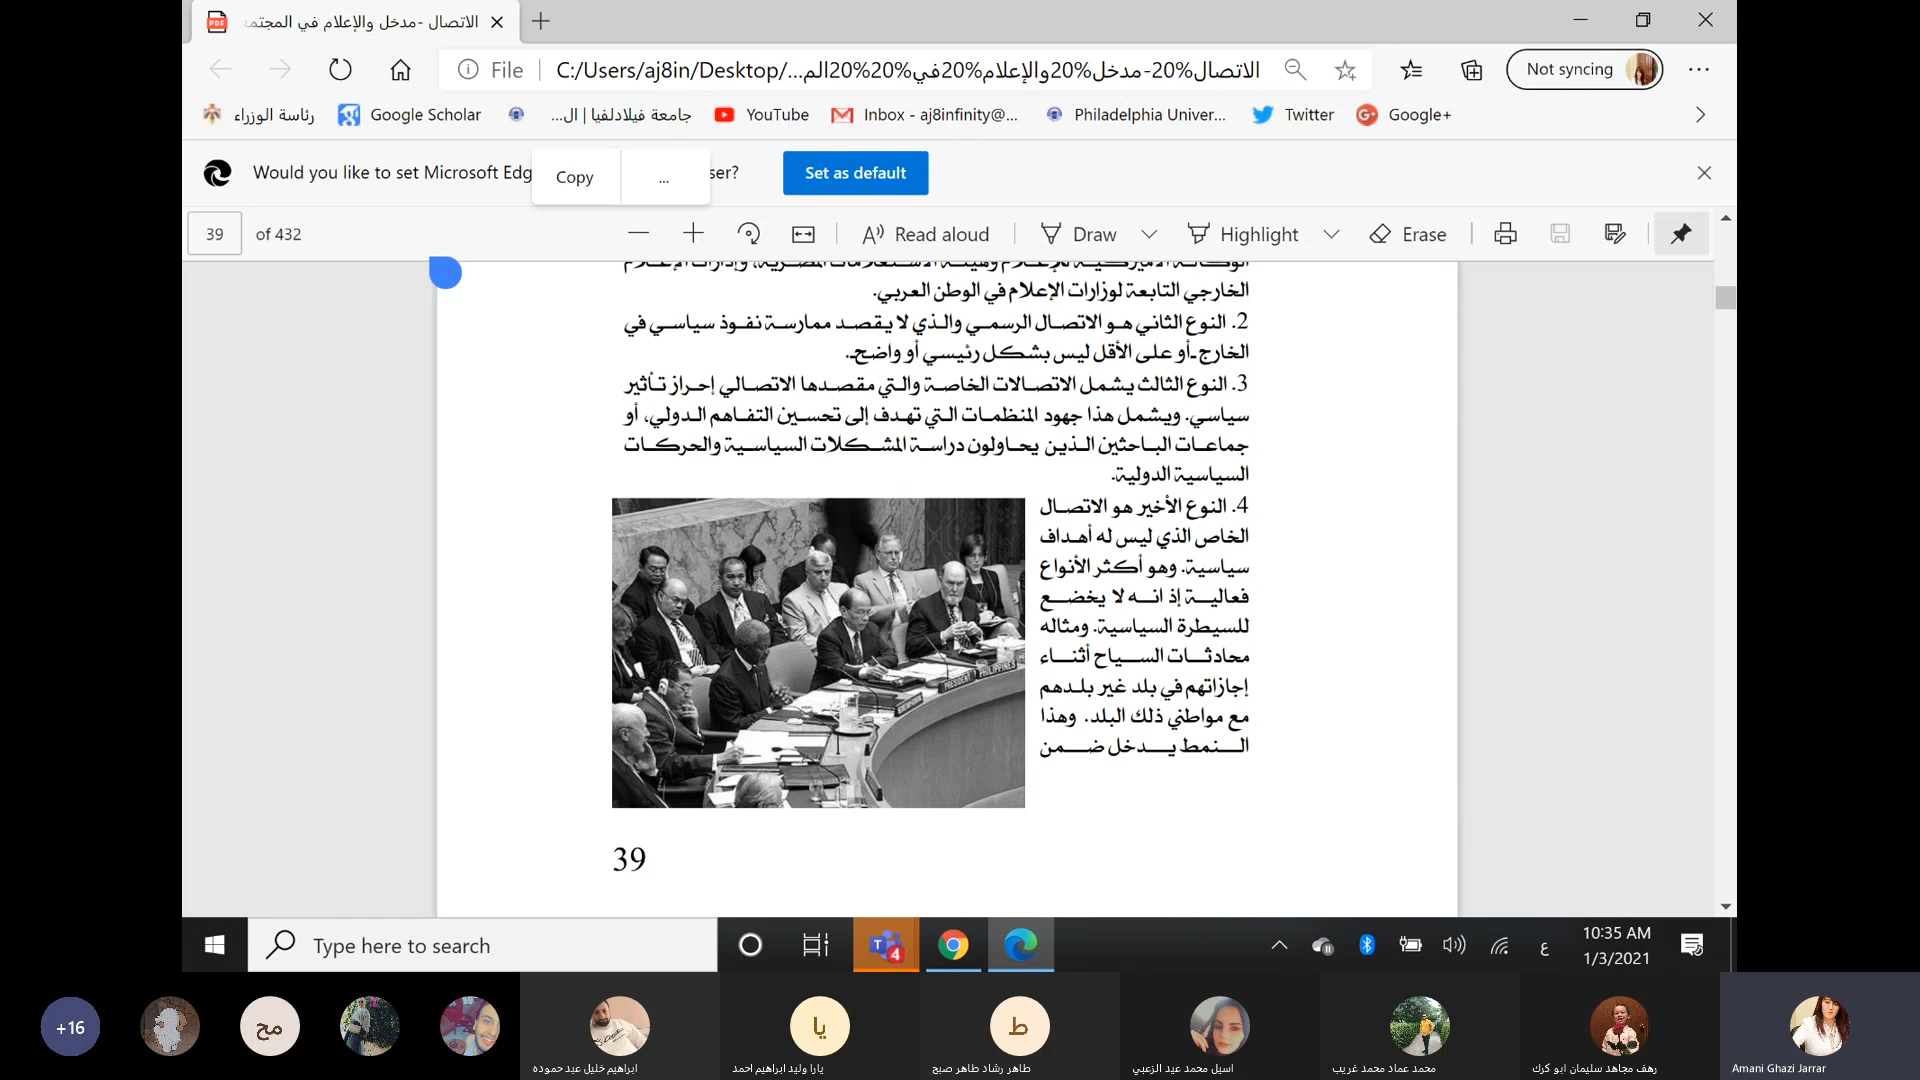 الاتصال -مدخل والإعلام في المجتمع
File
C:/Users/aj8in/Desktop/...الاتصال%20-مدخل%20والإعلام%20في%20%20الم
Not syncing
رئاسة الوزراء
Google Scholar
جامعة فيلادلفيا | ال...
YouTube
Inbox - aj8infinity@...
Philadelphia Univer...
Twitter
Google+
Would you like to set Microsoft Edg
ser?
Copy
...
Set as default
39 of 432
Read aloud
Draw
Highlight
Erase
الخارجي التابعة لوزارات الإعلام في الوطن العربي.
2. النوع الثاني هو الاتصال الرسمي والذي لا يقصد ممارسة نفوذ سياسي في
الخارج-أو على الأقل ليس بشكل رئيسي أو واضح-.
3. النوع الثالث يشمل الاتصالات الخاصة والتي مقصدها الاتصالي إحراز تأثير
سياسي. ويشمل هذا جهود المنظمات التي تهدف إلى تحسين التفاهم الدولي، أو
جماعات الباحثين الذين يحاولون دراسة المشكلات السياسية والحركات
السياسية الدولية.
4. النوع الأخير هو الاتصال
الخاص الذي ليس له أهداف
سياسية. وهو أكثر الأنواع
فعالية إذ انه لا يخضع
للسيطرة السياسية. ومثاله
محادثات السياح أثناء
إجازاتهم في بلد غير بلدهم
مع مواطني ذلك البلد. وهذا
النمط يدخل ضمن
PRESIDENT
PHILIPPINES
39
Type here to search
4
ع
10:35 AM
1/3/2021
+16
مح
يا
ط
ابراهيم خليل عبد حموده
يارا وليد ابراهيم احمد
طاهر رشاد طاهر صبح
اسيل محمد عيد الزعبي
محمد عماد محمد غريب
رهف مجاهد سليمان ابو كرك
Amani Ghazi Jarrar